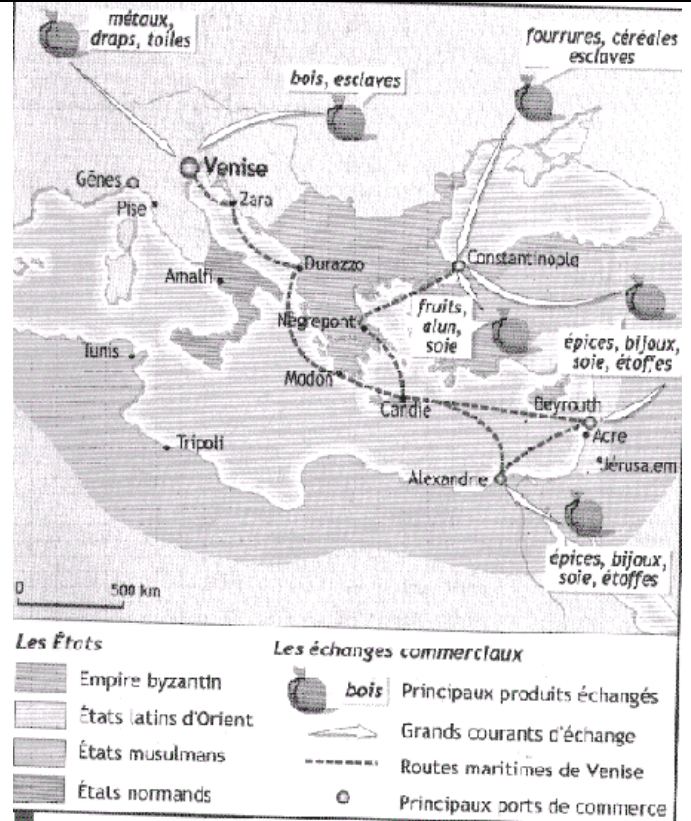 métaux,
draps, toiles
fourrures, céréales
esclaves
bois, esclaves
Venise
Gênes
Pise
Zara
Durazzo
Constantinople
Amalfi
fruits,
alun,
soie
Négrepont
épices, bijoux,
soie, étoffes
Tunis
Modon
Candie
Beyrouth
Acre
Tripoli
Jérusalem
Alexandrie
épices, bijoux,
soie, étoffes
0 500 km
Les États
Empire byzantin
États latins d'Orient
États musulmans
États normands
Les échanges commerciaux
bois Principaux produits échangés
Grands courants d'échange
Routes maritimes de Venise
Principaux ports de commerce